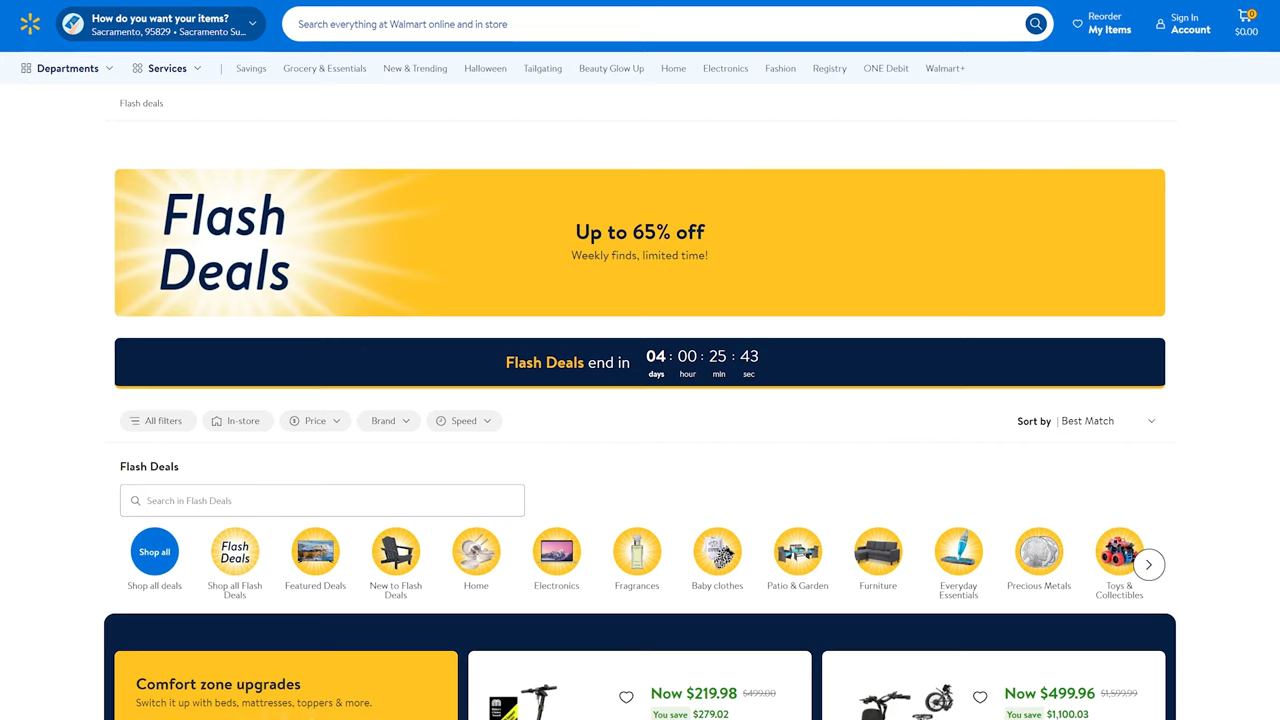 How do you want your items?
Sacramento, 95829 • Sacramento Su...
Search everything at Walmart online and in store
Reorder
My Items
Sign In
Account
0
$0.00
Departments
Services
Savings
Grocery & Essentials
New & Trending
Halloween
Tailgating
Beauty Glow Up
Home
Electronics
Fashion
Registry
ONE Debit
Walmart+
Flash deals
Flash
Deals
Up to 65% off
Weekly finds, limited time!
Flash Deals end in 04 : 00 : 25 : 43
days hour min sec
All filters
In-store
Price
Brand
Speed
Sort by | Best Match
Flash Deals
Search in Flash Deals
Shop all
Flash
Deals
Shop all deals
Shop all Flash
Deals
Featured Deals
New to Flash
Deals
Home
Electronics
Fragrances
Baby clothes
Patio & Garden
Furniture
Everyday
Essentials
Precious Metals
Toys &
Collectibles
Comfort zone upgrades
Switch it up with beds, mattresses, toppers & more.
Now $219.98 $499.00
You save $279.02
Now $499.96 $1,599.99
You save $1,100.03